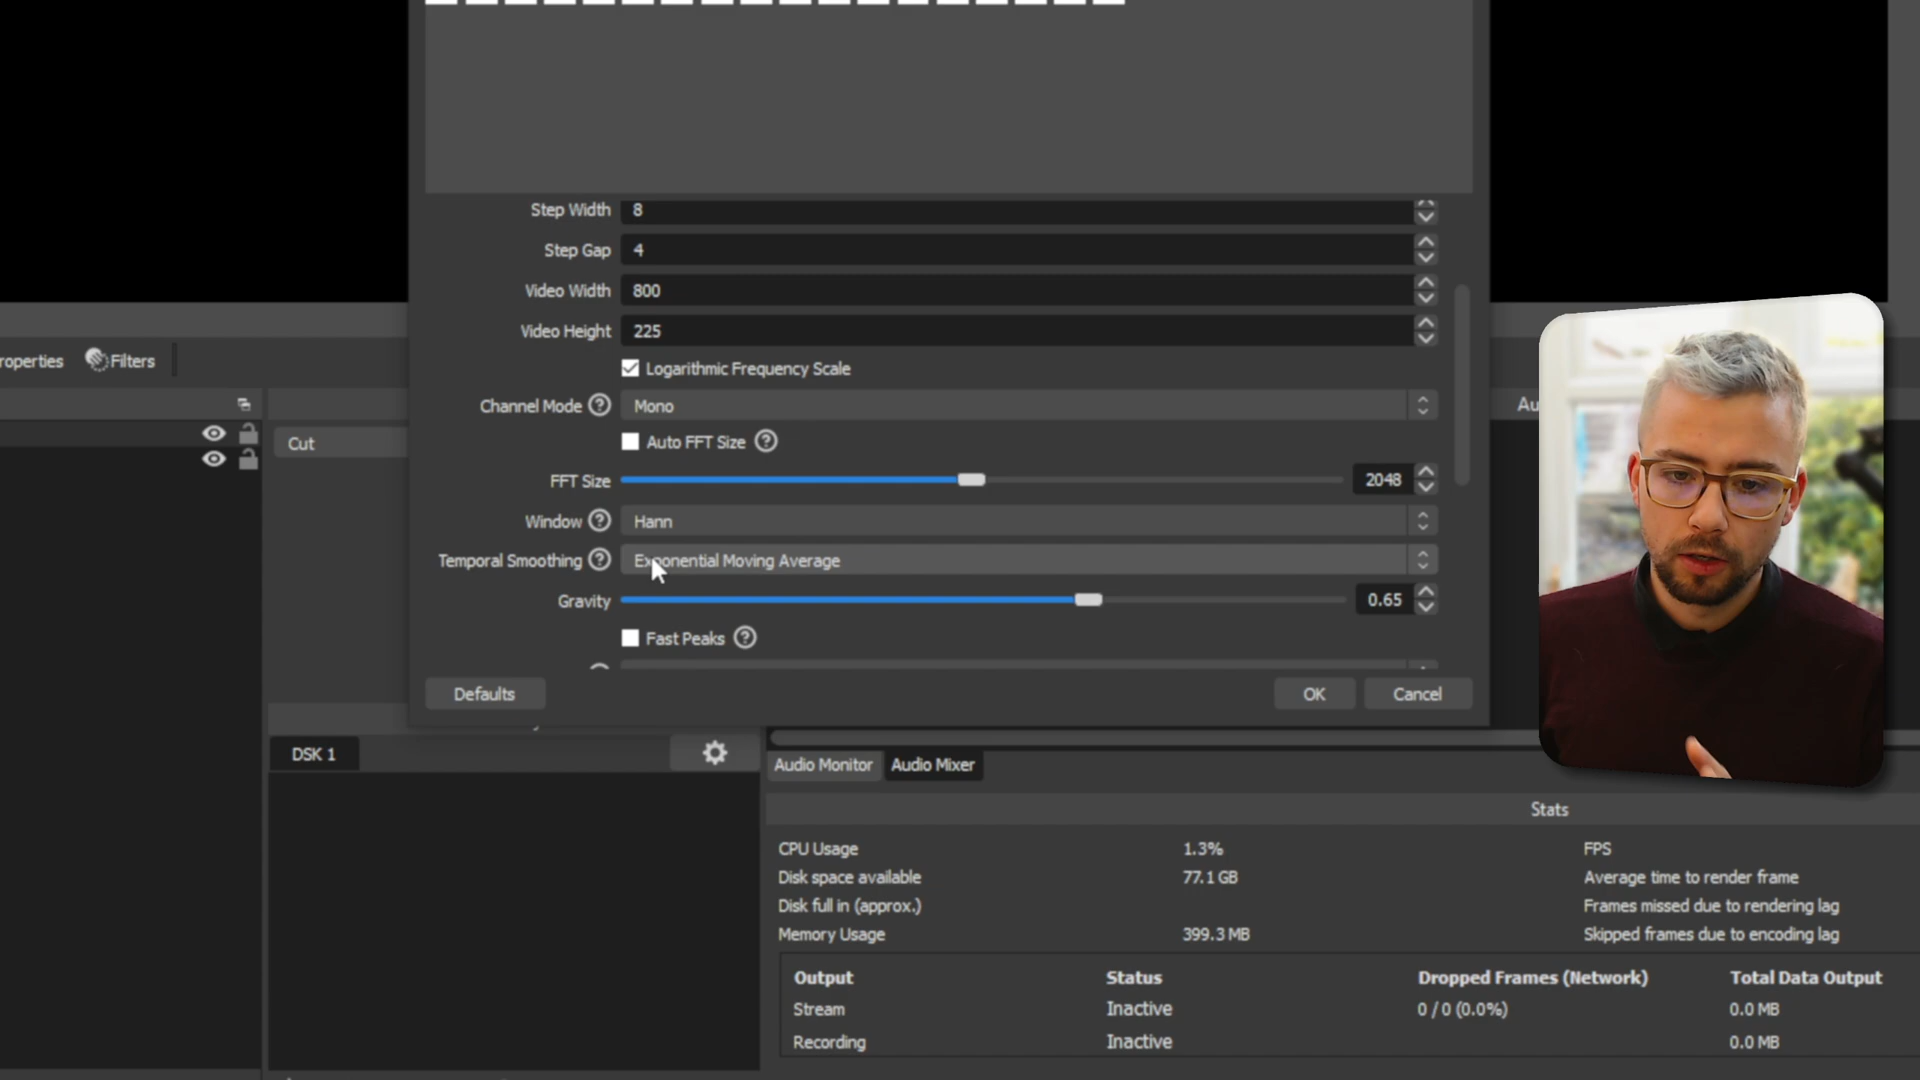 Step Width 8
Step Gap 4
Video Width 800
Video Height 225
Logarithmic Frequency Scale
Channel Mode Mono
Auto FFT Size
FFT Size 2048
Window Hann
Temporal Smoothing Exponential Moving Average
Gravity 0.65
Fast Peaks
Defaults OK Cancel
roperties Filters
Cut
Au
DSK 1
Audio Monitor Audio Mixer
Stats
CPU Usage 1.3% FPS
Disk space available 77.1 GB Average time to render frame
Disk full in (approx.) Frames missed due to rendering lag
Memory Usage 399.3 MB Skipped frames due to encoding lag
Output Status Dropped Frames (Network) Total Data Output
Stream Inactive 0 / 0 (0.0%) 0.0 MB
Recording Inactive 0.0 MB